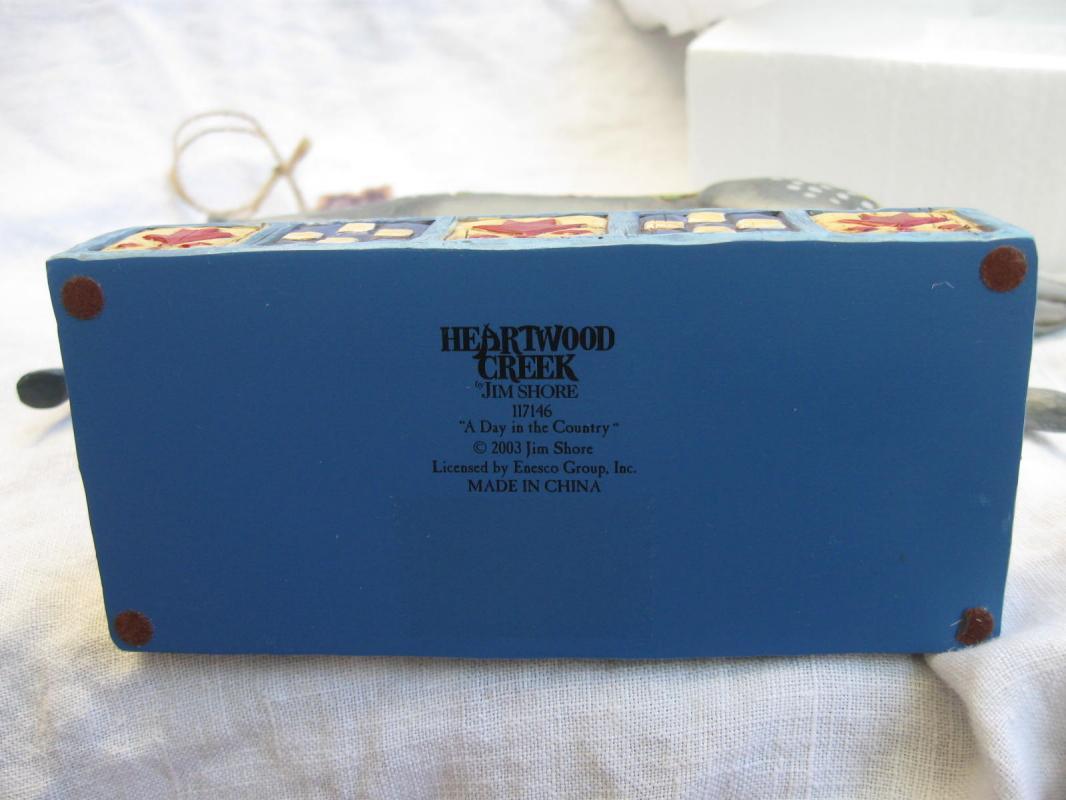 HEARTWOOD
CREEK
by JIM SHORE
117146
"A Day in the Country"
© 2003 Jim Shore
Licensed by Enesco Group, Inc.
MADE IN CHINA